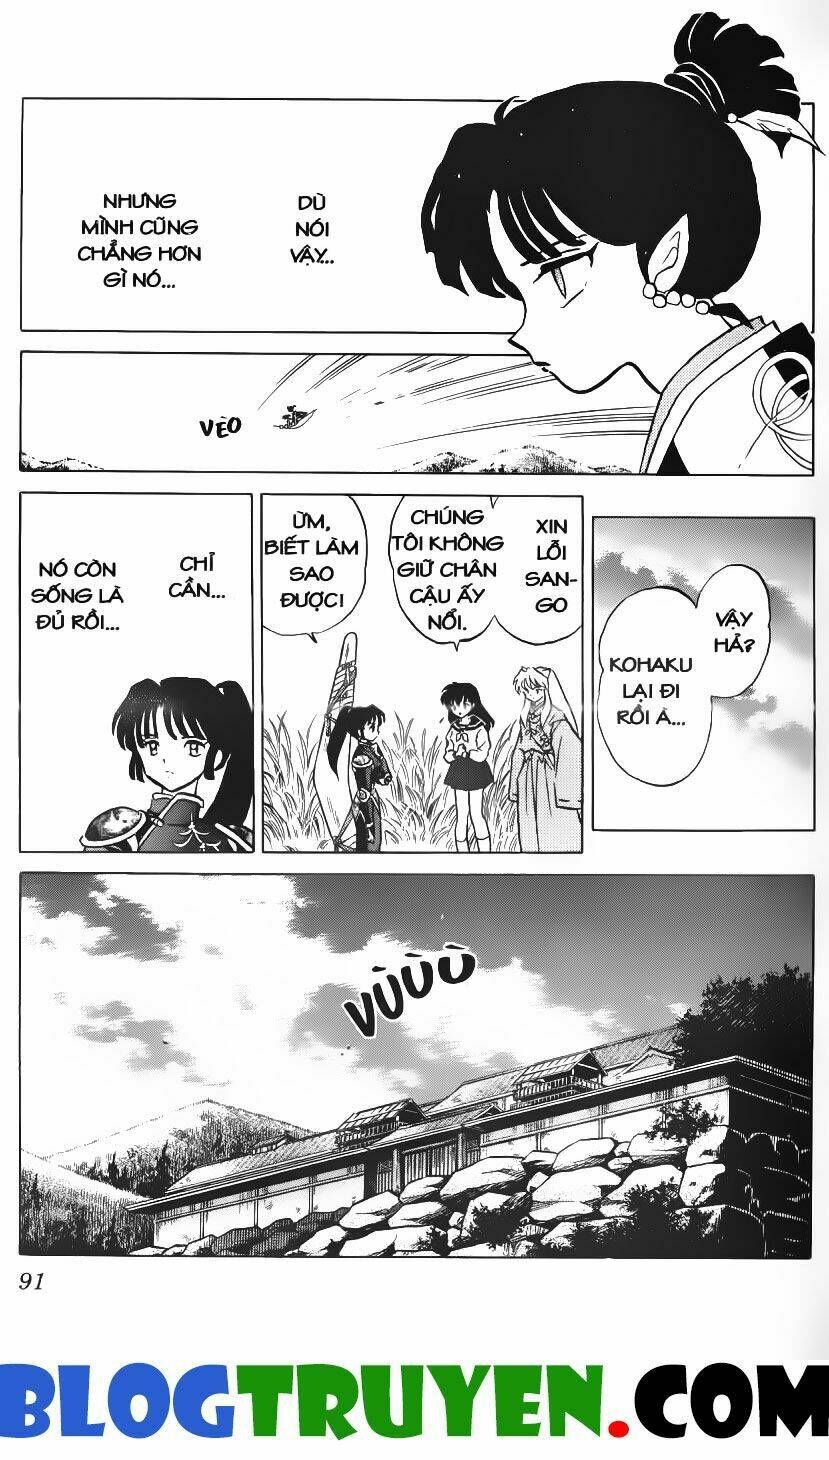 DÙ
NÓI
VẬY...
NHƯNG
MÌNH CŨNG
CHẲNG HƠN
GÌ NÓ...
VÈO
VẬY
HẢ?
KOHAKU
LẠI ĐI
RỒI À...
XIN
LỖI
SAN-
GO
CHÚNG
TÔI KHÔNG
GIỮ CHÂN
CẬU ẤY
NỔI.
ỪM,
BIẾT LÀM
SAO
ĐƯỢC!
CHỈ
CẦN...
NÓ CÒN
SỐNG LÀ
ĐỦ RỒI...
VÙÙÙ
91
BLOGTRUYEN.COM